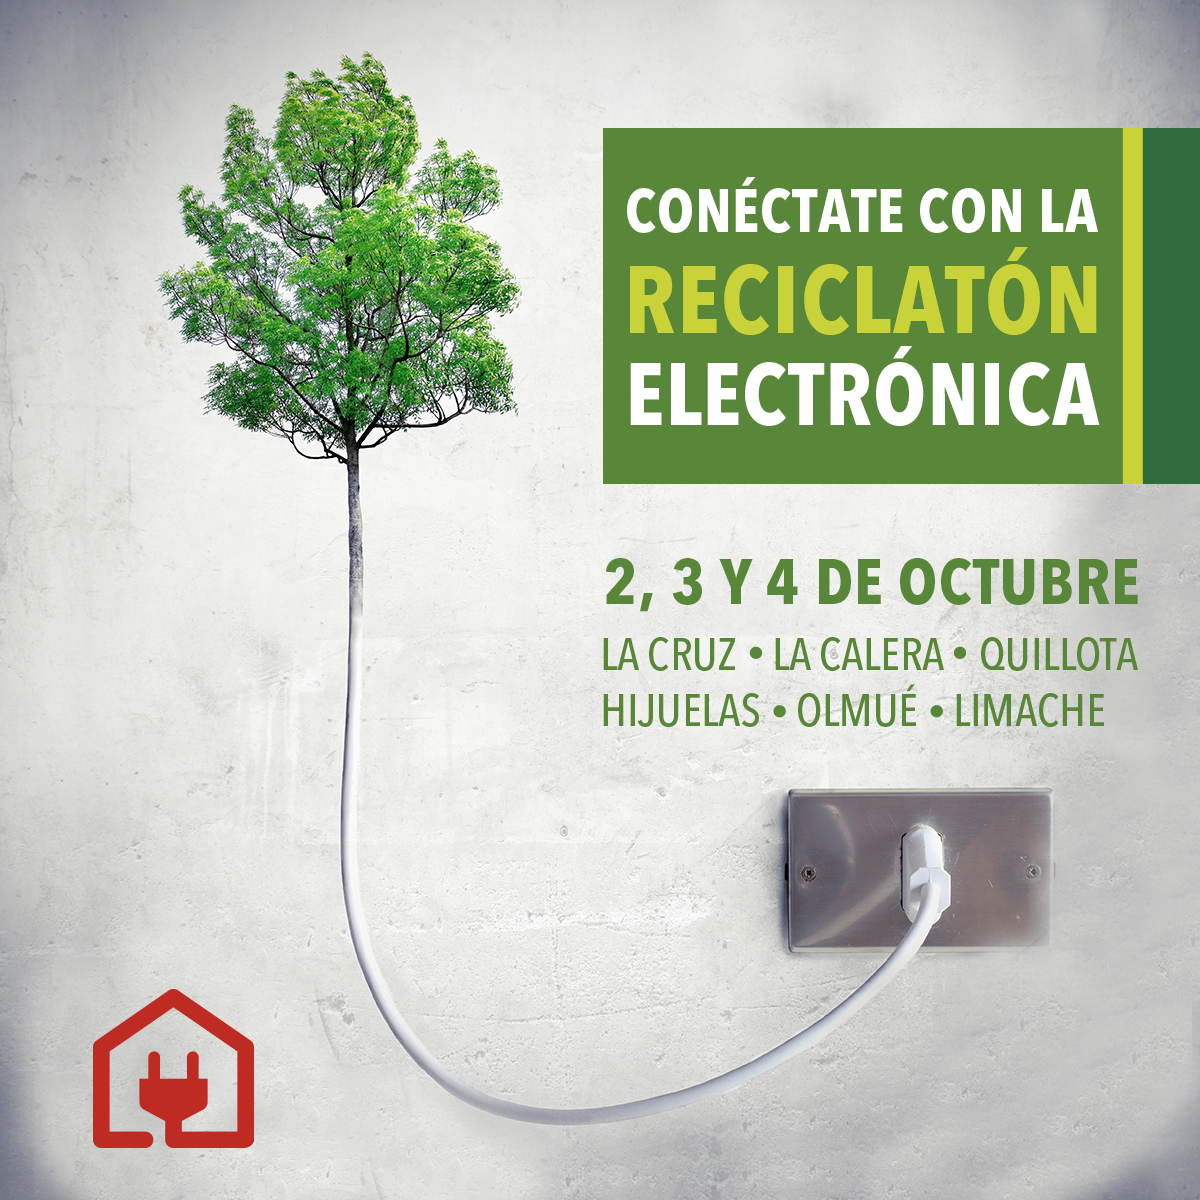 CONÉCTATE CON LA
RECICLATÓN
ELECTRÓNICA
2, 3 Y 4 DE OCTUBRE
LA CRUZ • LA CALERA • QUILLOTA
HIJUELAS • OLMUÉ • LIMACHE